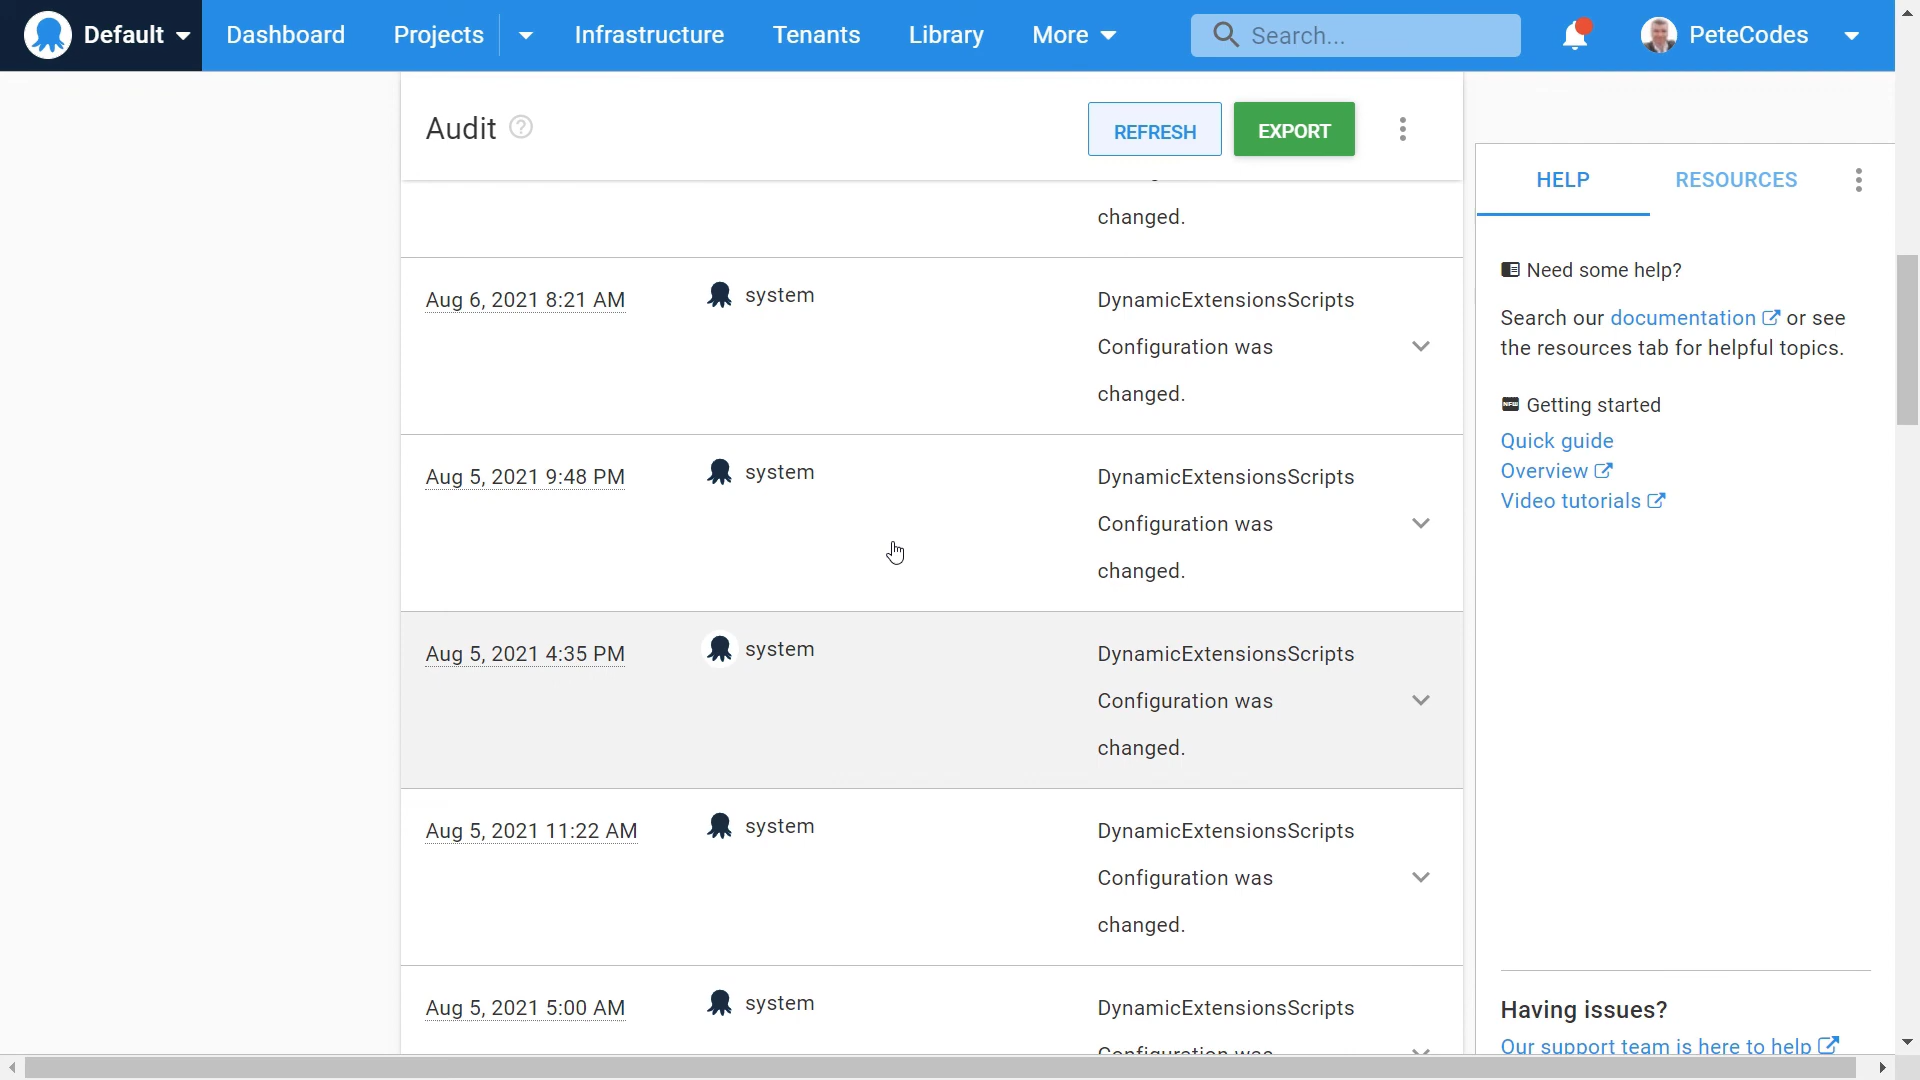 Default Dashboard Projects Infrastructure Tenants Library More Search... PeteCodes
Audit ? REFRESH EXPORT
HELP RESOURCES
changed.
Aug 6, 2021 8:21 AM system DynamicExtensionsScripts
Configuration was
changed.
Aug 5, 2021 9:48 PM system DynamicExtensionsScripts
Configuration was
changed.
Aug 5, 2021 4:35 PM system DynamicExtensionsScripts
Configuration was
changed.
Aug 5, 2021 11:22 AM system DynamicExtensionsScripts
Configuration was
changed.
Aug 5, 2021 5:00 AM system DynamicExtensionsScripts
Configuration was
Need some help?
Search our documentation or see
the resources tab for helpful topics.
NEW Getting started
Quick guide
Overview
Video tutorials
Having issues?
Our support team is here to help